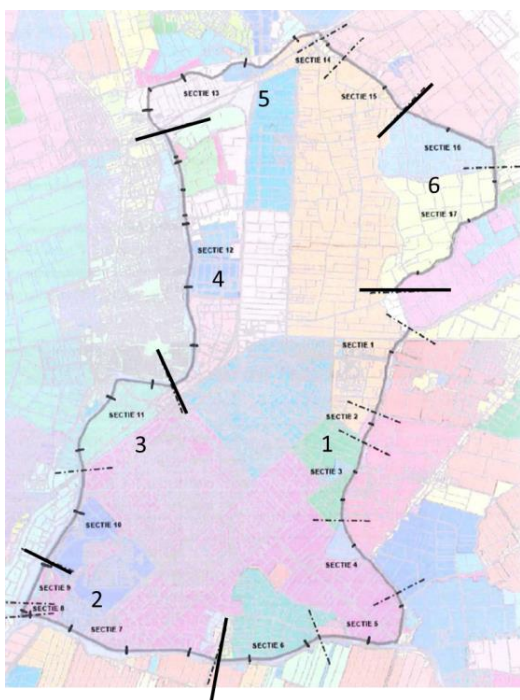 SECTIE 14
SECTIE 13
5
SECTIE 15
SECTIE 16
6
SECTIE 17
SECTIE 12
4
SECTIE 1
SECTIE 11
SECTIE 2
3
1
SECTIE 3
SECTIE 10
SECTIE 4
SECTIE 9
2
SECTIE 8
SECTIE 7
SECTIE 5
SECTIE 6